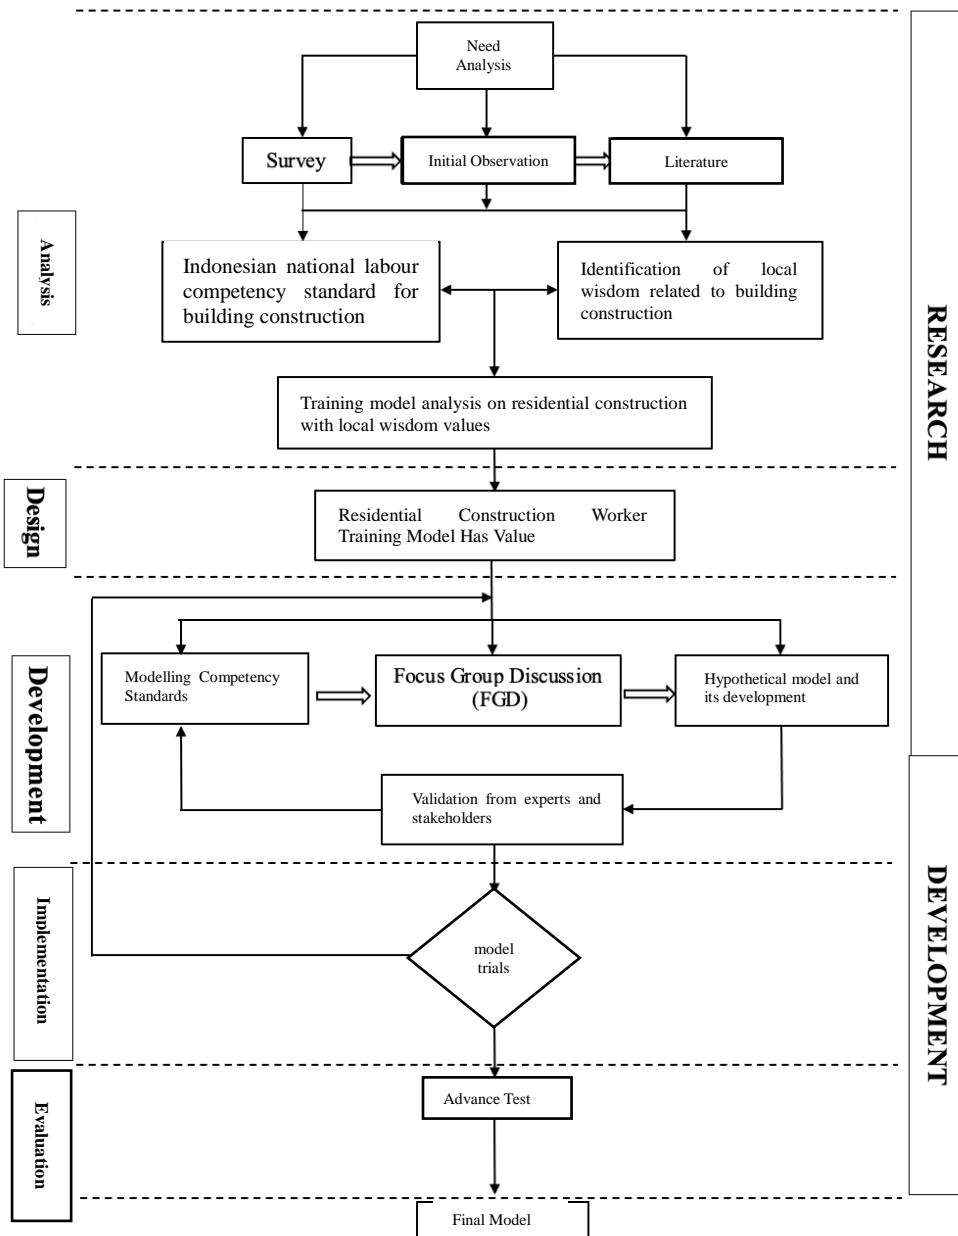 Need
Analysis
Survey
Initial Observation
Literature
Analysis
Indonesian national labour
competency standard for
building construction
Identification of local
wisdom related to building
construction
RESEARCH
Training model analysis on residential construction
with local wisdom values
Design
Residential Construction Worker
Training Model Has Value
Development
Modelling Competency
Standards
Focus Group Discussion
(FGD)
Hypothetical model and
its development
Validation from experts and
stakeholders
DEVELOPMENT
Implementation
model
trials
Evaluation
Advance Test
Final Model